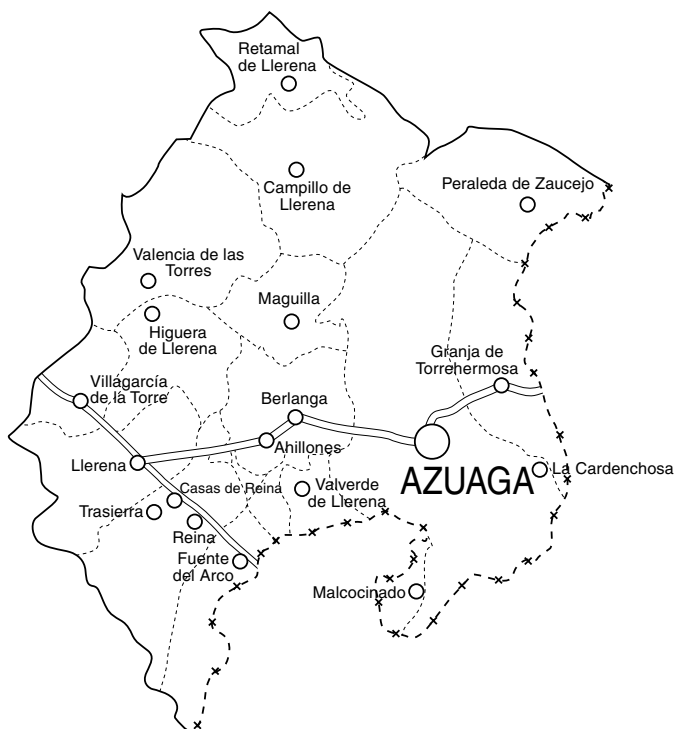 Retamal
de Llerena
Campillo de
Llerena
Peraleda de Zaucejo
Valencia de las
Torres
Maguilla
Higuera
de Llerena
Granja de
Torrehermosa
Villagarcía
de la Torre
Berlanga
Ahillones
Llerena
AZUAGA
La Cardenchosa
Casas de Reina
Valverde
de Llerena
Trasierra
Reina
Fuente
del Arco
Malcocinado